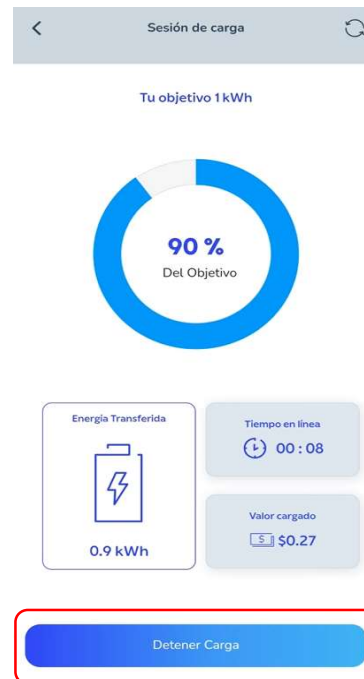 Sesión de carga
Tu objetivo 1 kWh
90 %
Del Objetivo
Energía Transferida
0.9 kWh
Tiempo en línea
00 : 08
Valor cargado
$ $0.27
Detener Carga